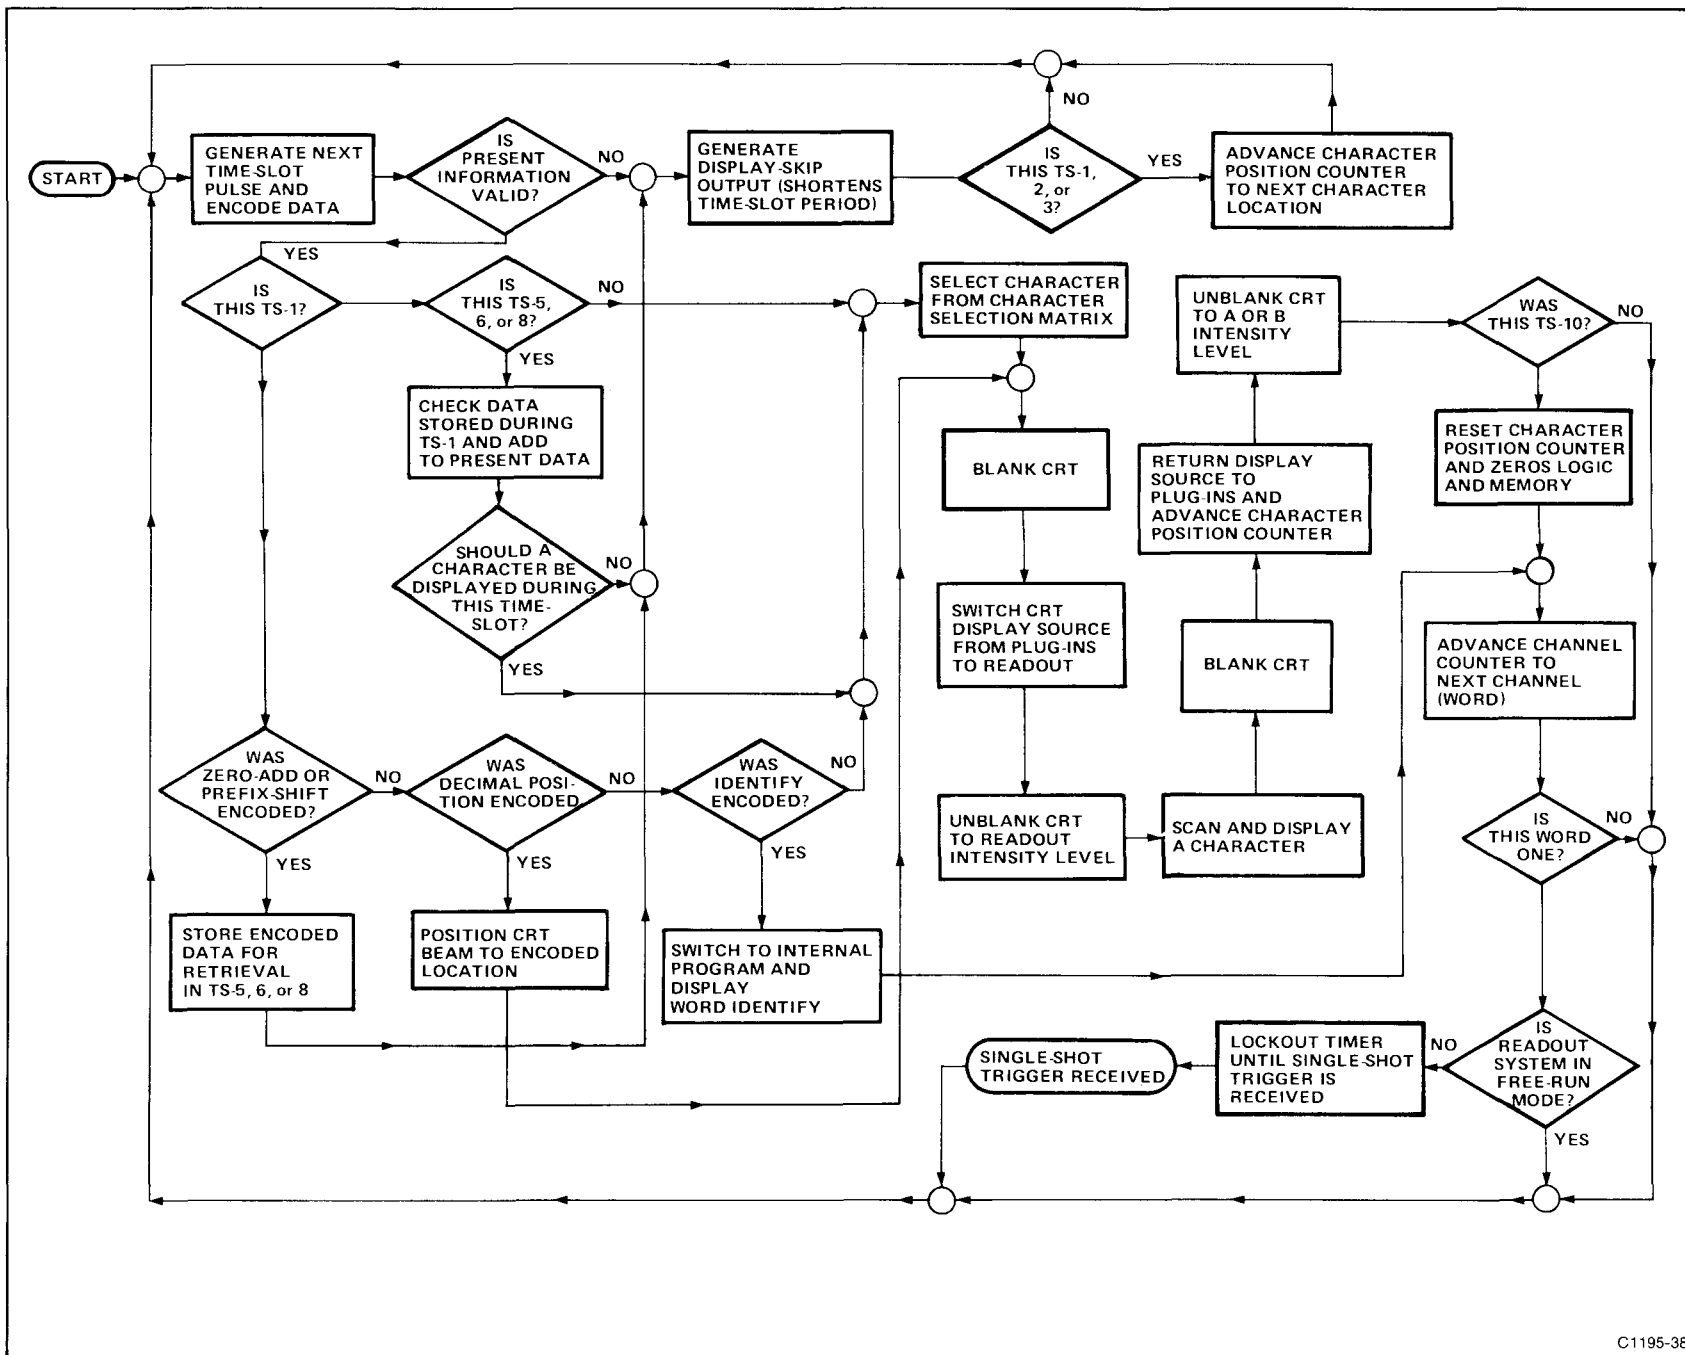 START
GENERATE NEXT
TIME-SLOT
PULSE AND
ENCODE DATA
IS
PRESENT
INFORMATION
VALID?
NO
YES
GENERATE
DISPLAY-SKIP
OUTPUT (SHORTENS
TIME-SLOT PERIOD)
IS
THIS TS-1,
2, or
3?
NO
YES
ADVANCE CHARACTER
POSITION COUNTER
TO NEXT CHARACTER
LOCATION
IS
THIS TS-1?
IS
THIS TS-5,
6, or 8?
NO
YES
CHECK DATA
STORED DURING
TS-1 AND ADD
TO PRESENT DATA
SHOULD A
CHARACTER BE
DISPLAYED DURING
THIS TIME-
SLOT?
NO
YES
WAS
ZERO-ADD OR
PREFIX-SHIFT
ENCODED?
NO
YES
STORE ENCODED
DATA FOR
RETRIEVAL
IN TS-5, 6, or 8
WAS
DECIMAL POSI-
TION ENCODED
NO
YES
POSITION CRT
BEAM TO ENCODED
LOCATION
WAS
IDENTIFY
ENCODED?
NO
YES
SWITCH TO INTERNAL
PROGRAM AND
DISPLAY
WORD IDENTIFY
SELECT CHARACTER
FROM CHARACTER
SELECTION MATRIX
BLANK CRT
SWITCH CRT
DISPLAY SOURCE
FROM PLUG-INS
TO READOUT
UNBLANK CRT
TO READOUT
INTENSITY LEVEL
SCAN AND DISPLAY
A CHARACTER
BLANK CRT
RETURN DISPLAY
SOURCE TO
PLUG-INS AND
ADVANCE CHARACTER
POSITION COUNTER
UNBLANK CRT
TO A OR B
INTENSITY
LEVEL
WAS
THIS TS-10?
NO
RESET CHARACTER
POSITION COUNTER
AND ZEROS LOGIC
AND MEMORY
ADVANCE CHANNEL
COUNTER TO
NEXT CHANNEL
(WORD)
IS
THIS WORD
ONE?
NO
IS
READOUT
SYSTEM IN
FREE-RUN
MODE?
NO
YES
LOCKOUT TIMER
UNTIL SINGLE-SHOT
TRIGGER IS
RECEIVED
SINGLE-SHOT
TRIGGER RECEIVED
C1195-38